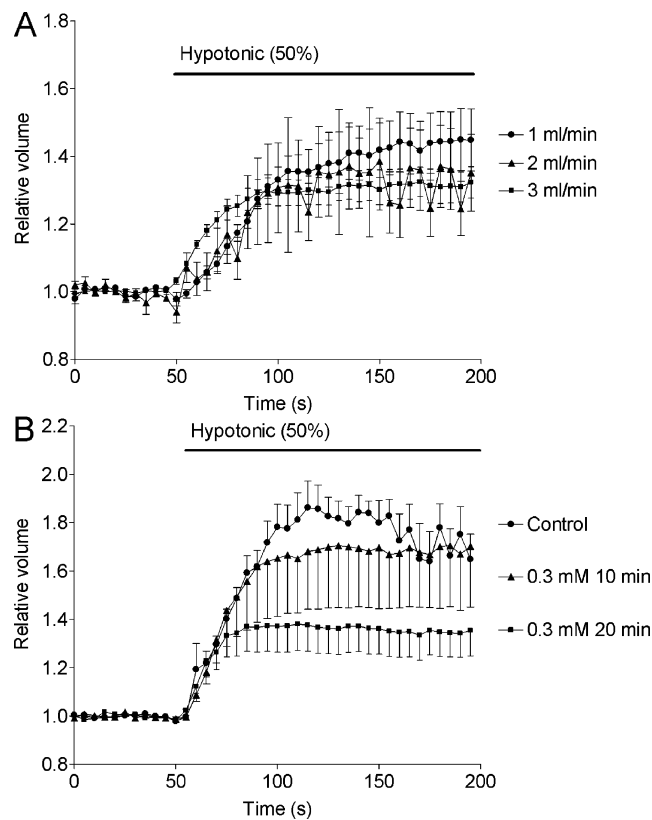 A
1.8
Hypotonic (50%)
1.6
1.4
1.2
1.0
0.8
Relative volume
0
50
100
150
200
Time (s)
1 ml/min
2 ml/min
3 ml/min
B
2.2
Hypotonic (50%)
2.0
1.8
1.6
1.4
1.2
1.0
0.8
Relative volume
0
50
100
150
200
Time (s)
Control
0.3 mM 10 min
0.3 mM 20 min